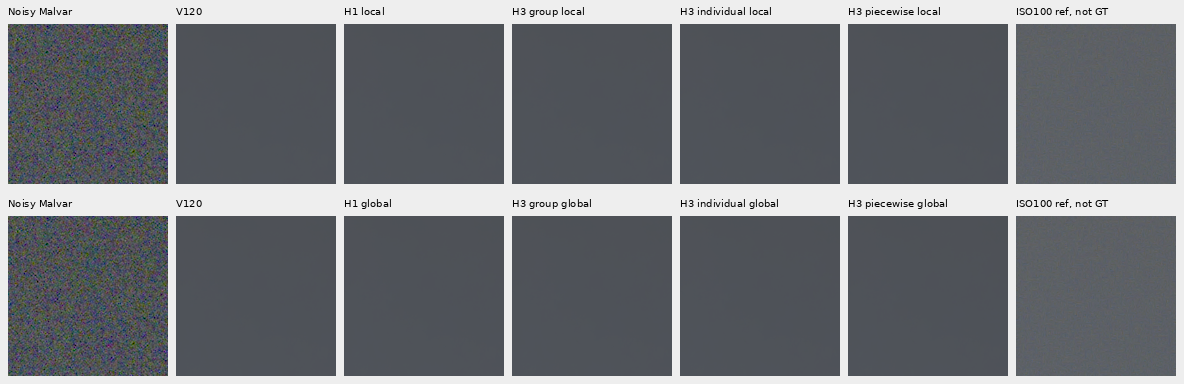 Noisy Malvar V120 H1 local H3 group local H3 individual local H3 piecewise local ISO100 ref, not GT
Noisy Malvar V120 H1 global H3 group global H3 individual global H3 piecewise global ISO100 ref, not GT